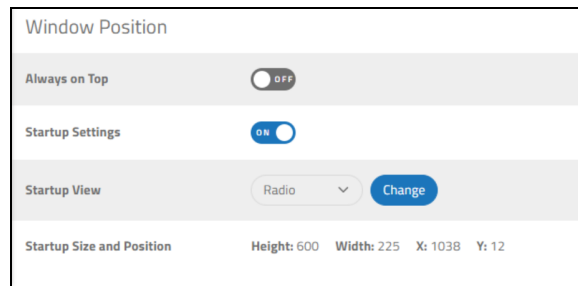 Window Position
Always on Top OFF
Startup Settings ON
Startup View Radio Change
Startup Size and Position Height: 600 Width: 225 X: 1038 Y: 12